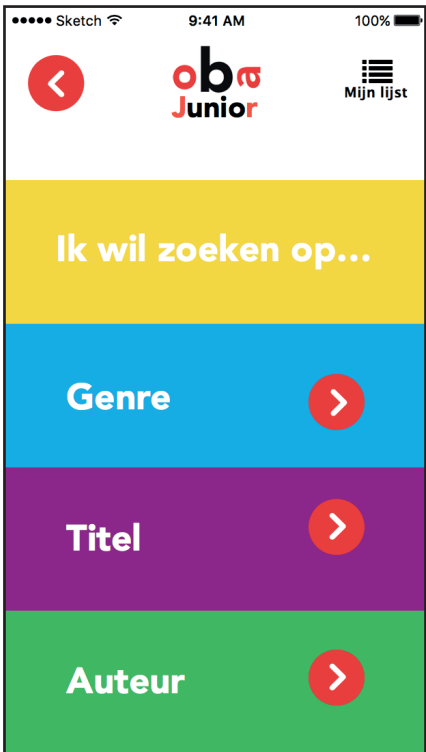 Sketch 9:41 AM 100%
oba
Junior
Mijn lijst
Ik wil zoeken op...
Genre
Titel
Auteur